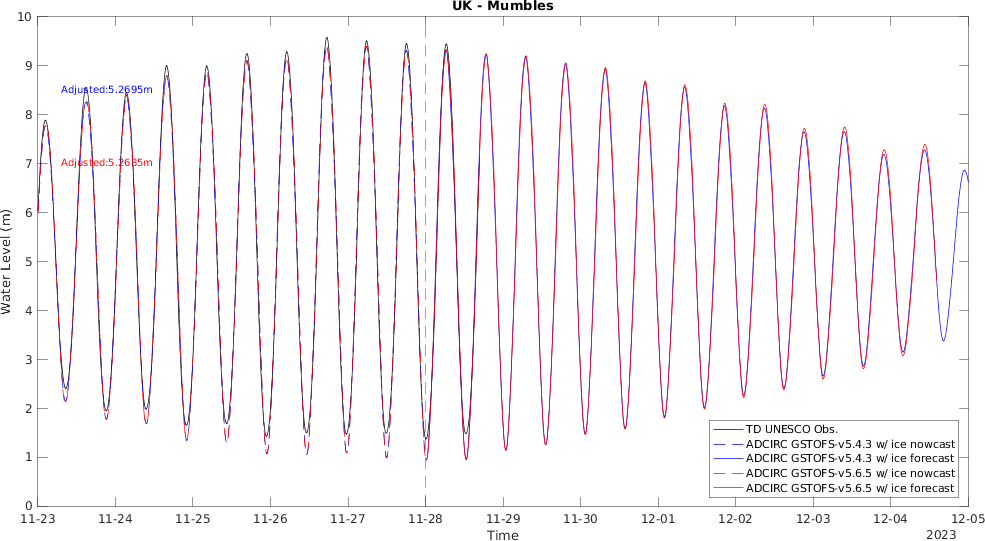 UK - Mumbles
10
9
8
7
6
5
4
3
2
1
0
Water Level (m)
Adjusted:5.2695m
Adjusted:5.2685m
11-23 11-24 11-25 11-26 11-27 11-28 11-29 11-30 12-01 12-02 12-03 12-04 12-05
2023
Time
TD UNESCO Obs.
ADCIRC GSTOFS-v5.4.3 w/ ice nowcast
ADCIRC GSTOFS-v5.4.3 w/ ice forecast
ADCIRC GSTOFS-v5.6.5 w/ ice nowcast
ADCIRC GSTOFS-v5.6.5 w/ ice forecast